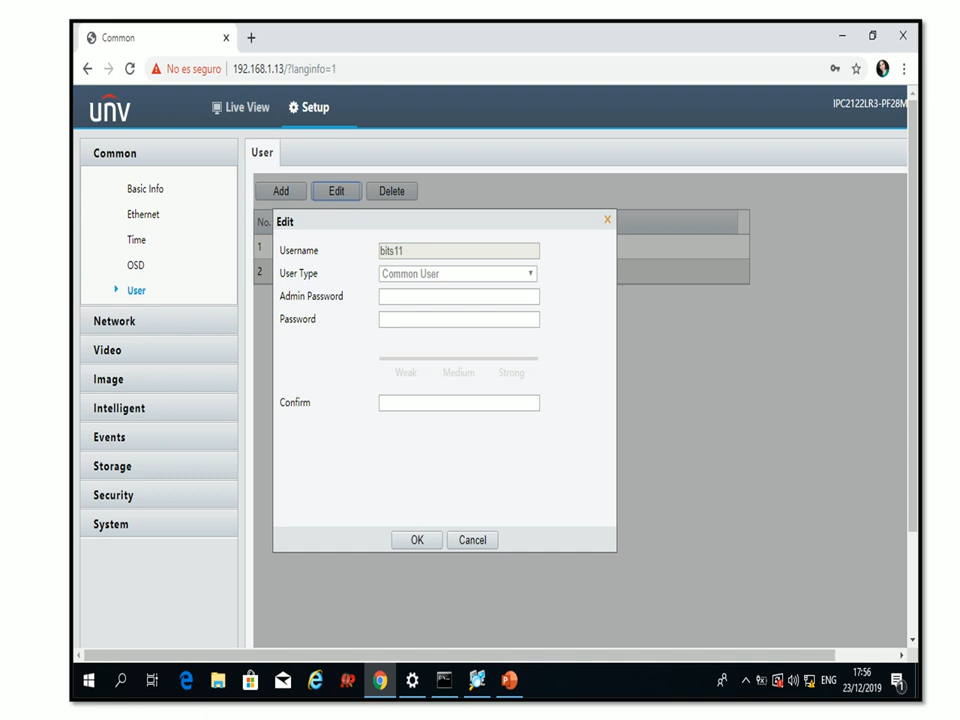 Common
No es seguro 192.168.1.13/?langinfo=1
unv Live View Setup IPC2122LR3-PF28M
Common
Basic Info
Ethernet
Time
OSD
User
Network
Video
Image
Intelligent
Events
Storage
Security
System
User
Add Edit Delete
No.
1
2
Edit X
Username bits11
User Type Common User
Admin Password
Password
Weak Medium Strong
Confirm
OK Cancel
ENG 17:56
23/12/2019 1